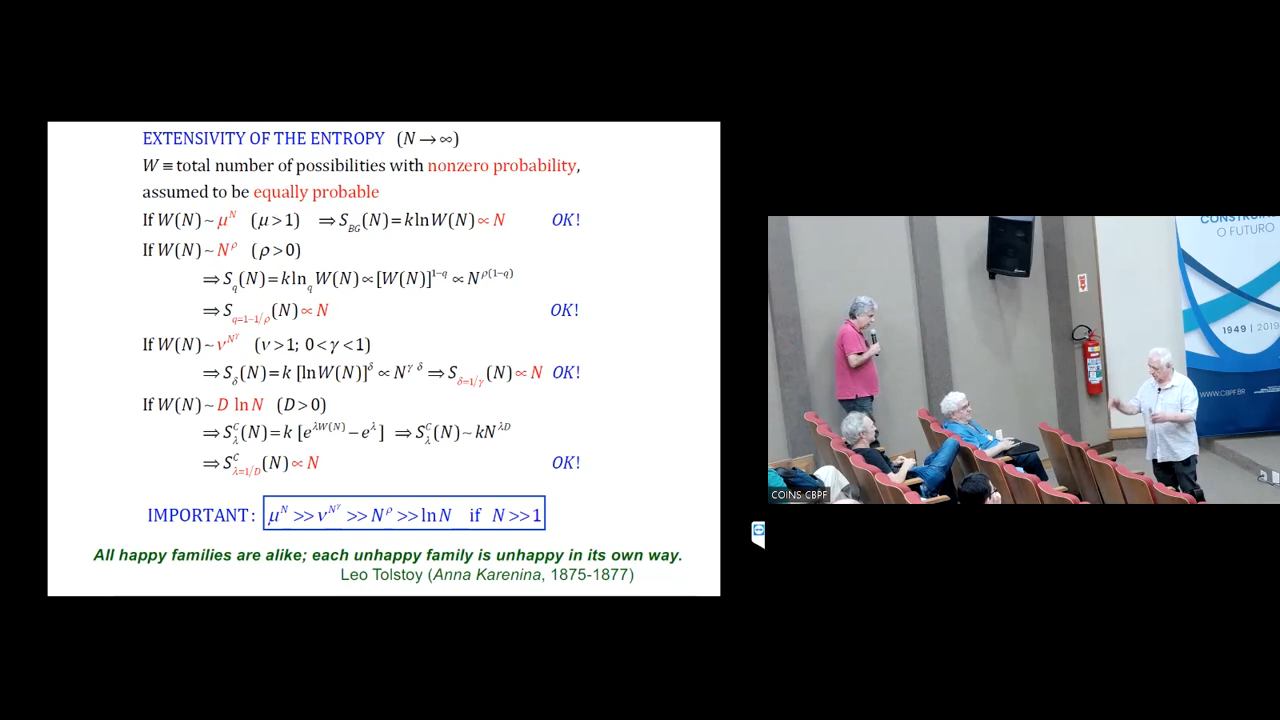 EXTENSIVITY OF THE ENTROPY (N → ∞)
W ≡ total number of possibilities with nonzero probability,
assumed to be equally probable
If W(N) ~ μ^N (μ > 1) ⇒ S_BG(N) = k ln W(N) ∝ N OK!
If W(N) ~ N^ρ (ρ > 0)
⇒ S_q(N) = k ln_q W(N) ∝ [W(N)]^{1−q} ∝ N^{ρ(1−q)}
⇒ S_{q=1−1/ρ}(N) ∝ N OK!
If W(N) ~ ν^{N^γ} (ν > 1; 0 < γ < 1)
⇒ S_δ(N) = k [ln W(N)]^δ ∝ N^{γ δ} ⇒ S_{δ=1/γ}(N) ∝ N OK!
If W(N) ~ D ln N (D > 0)
⇒ S^C_λ(N) = k [e^{λW(N)} − e^λ] ⇒ S^C_λ(N) ~ kN^{λD}
⇒ S^C_{λ=1/D}(N) ∝ N OK!
IMPORTANT: μ^N >> ν^{N^γ} >> N^ρ >> ln N if N >> 1
All happy families are alike; each unhappy family is unhappy in its own way.
Leo Tolstoy (Anna Karenina, 1875-1877)
O FUTURO
1949 | 2019
WWW.CBPF.BR
COINS CBPF